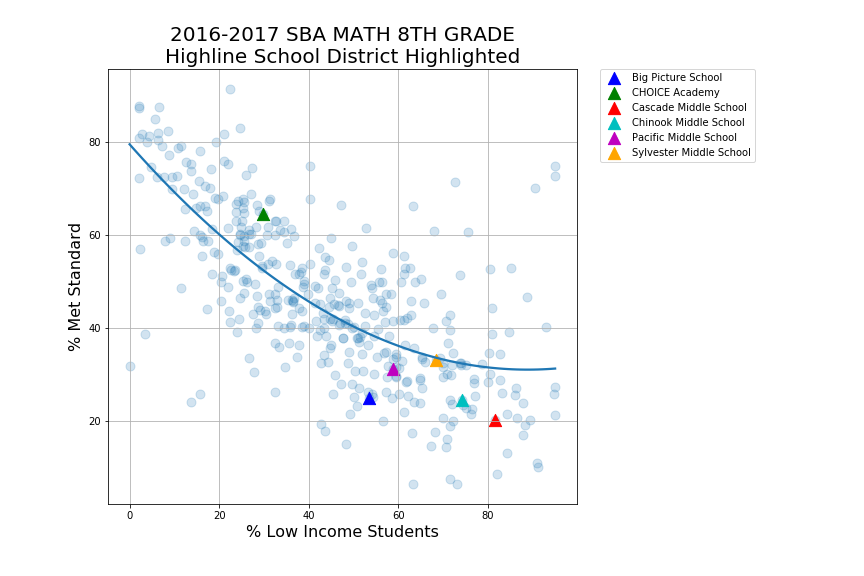 2016-2017 SBA MATH 8TH GRADE
Highline School District Highlighted
Big Picture School
CHOICE Academy
Cascade Middle School
Chinook Middle School
Pacific Middle School
Sylvester Middle School
80
60
40
20
% Met Standard
0 20 40 60 80
% Low Income Students